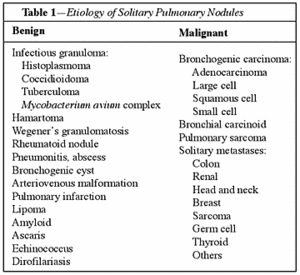 Table 1—Etiology of Solitary Pulmonary Nodules
Benign
Infectious granuloma:
Histoplasmoma
Coccidioidoma
Tuberculoma
Mycobacterium avium complex
Hamartoma
Wegener's granulomatosis
Rheumatoid nodule
Pneumonitis, abscess
Bronchogenic cyst
Arteriovenous malformation
Pulmonary infarction
Lipoma
Amyloid
Ascaris
Echinococcus
Dirofilariasis
Malignant
Bronchogenic carcinoma:
Adenocarcinoma
Large cell
Squamous cell
Small cell
Bronchial carcinoid
Pulmonary sarcoma
Solitary metastases:
Colon
Renal
Head and neck
Breast
Sarcoma
Germ cell
Thyroid
Others